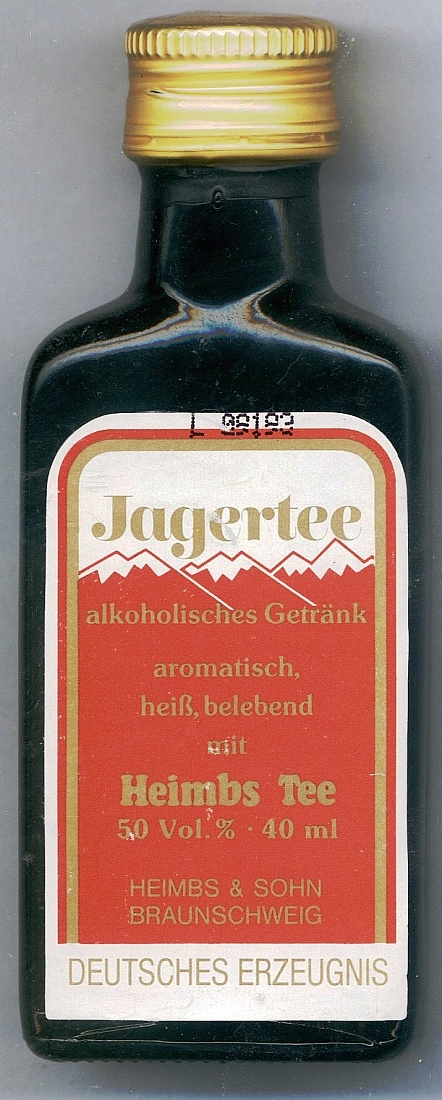 Jagertee
alkoholisches Getränk
aromatisch,
heiß, belebend
mit
Heimbs Tee
50 Vol.% · 40 ml
HEIMBS & SOHN
BRAUNSCHWEIG
DEUTSCHES ERZEUGNIS